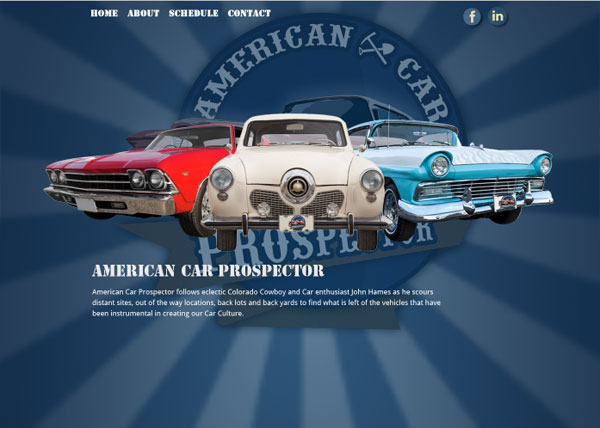 HOME ABOUT SCHEDULE CONTACT
f in
AMERICAN CAR
PROSPECTOR
AMERICAN CAR PROSPECTOR
American Car Prospector follows eclectic Colorado Cowboy and Car enthusiast John Hames as he scours
distant sites, out of the way locations, back lots and back yards to find what is left of the vehicles that have
been instrumental in creating our Car Culture.